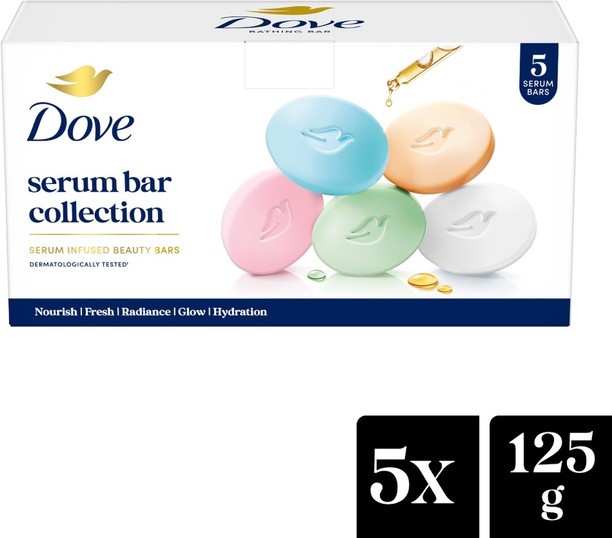 Dove
BATHING BAR
5
SERUM
BARS
Dove
serum bar
collection
SERUM INFUSED BEAUTY BARS
DERMATOLOGICALLY TESTED¹
Nourish | Fresh | Radiance | Glow | Hydration
5x
125
g